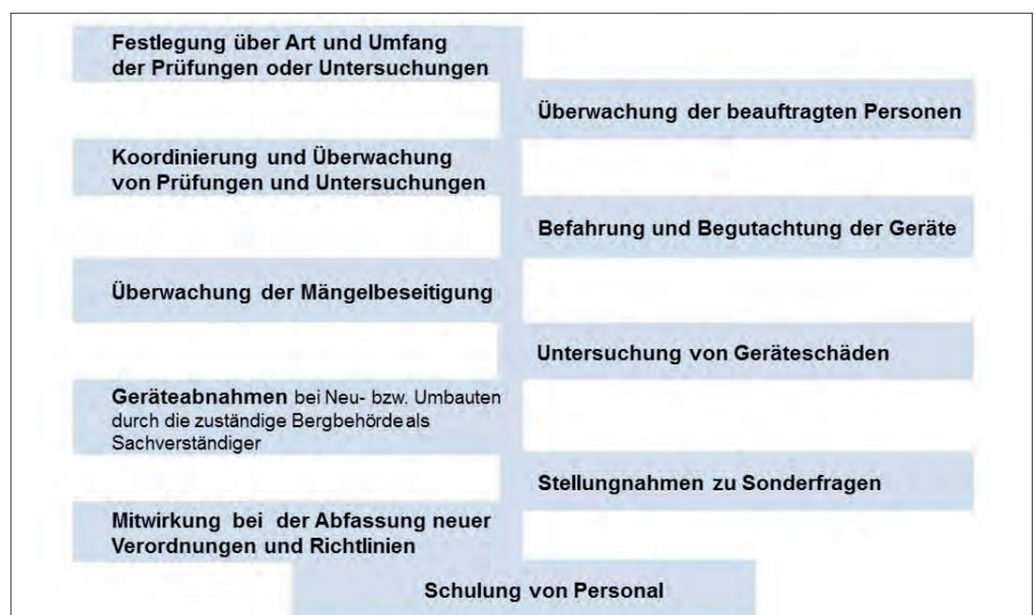 Festlegung über Art und Umfang
der Prüfungen oder Untersuchungen
Überwachung der beauftragten Personen
Koordinierung und Überwachung
von Prüfungen und Untersuchungen
Befahrung und Begutachtung der Geräte
Überwachung der Mängelbeseitigung
Untersuchung von Geräteschäden
Geräteabnahmen bei Neu- bzw. Umbauten
durch die zuständige Bergbehörde als
Sachverständiger
Stellungnahmen zu Sonderfragen
Mitwirkung bei der Abfassung neuer
Verordnungen und Richtlinien
Schulung von Personal